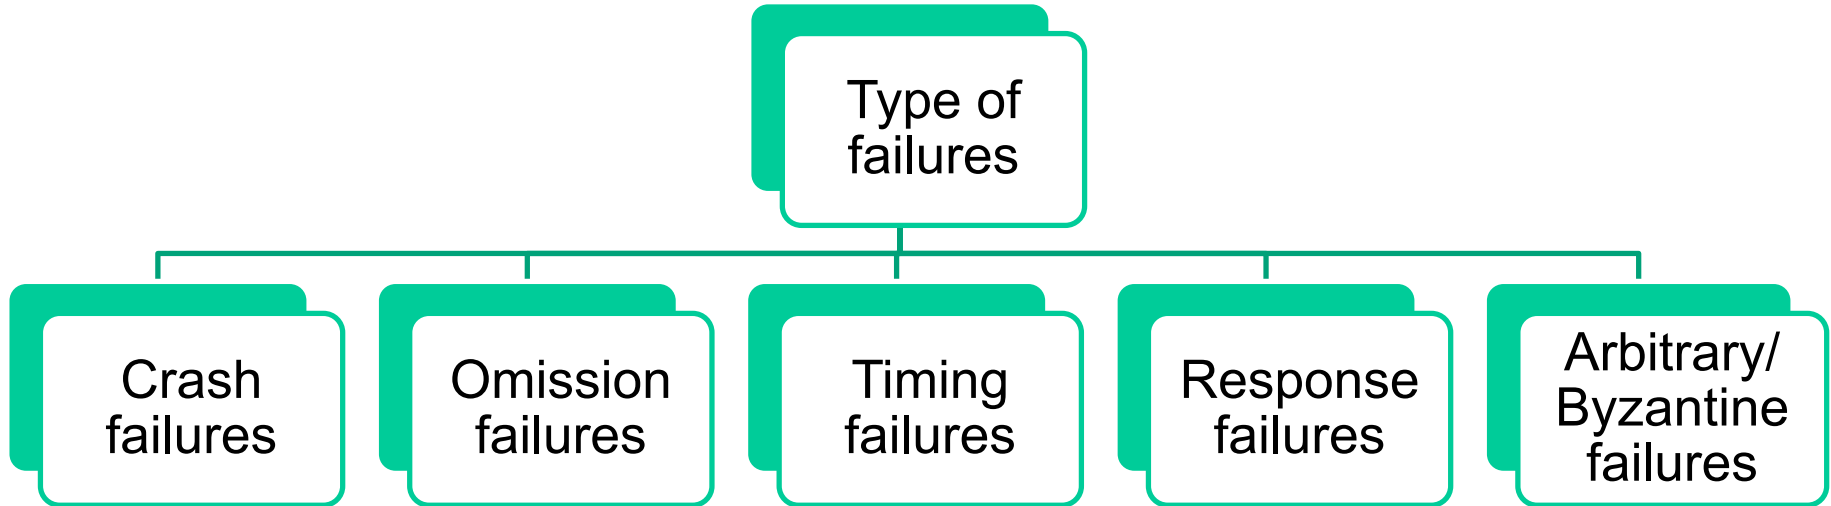 Type of
failures
Crash
failures
Omission
failures
Timing
failures
Response
failures
Arbitrary/
Byzantine
failures